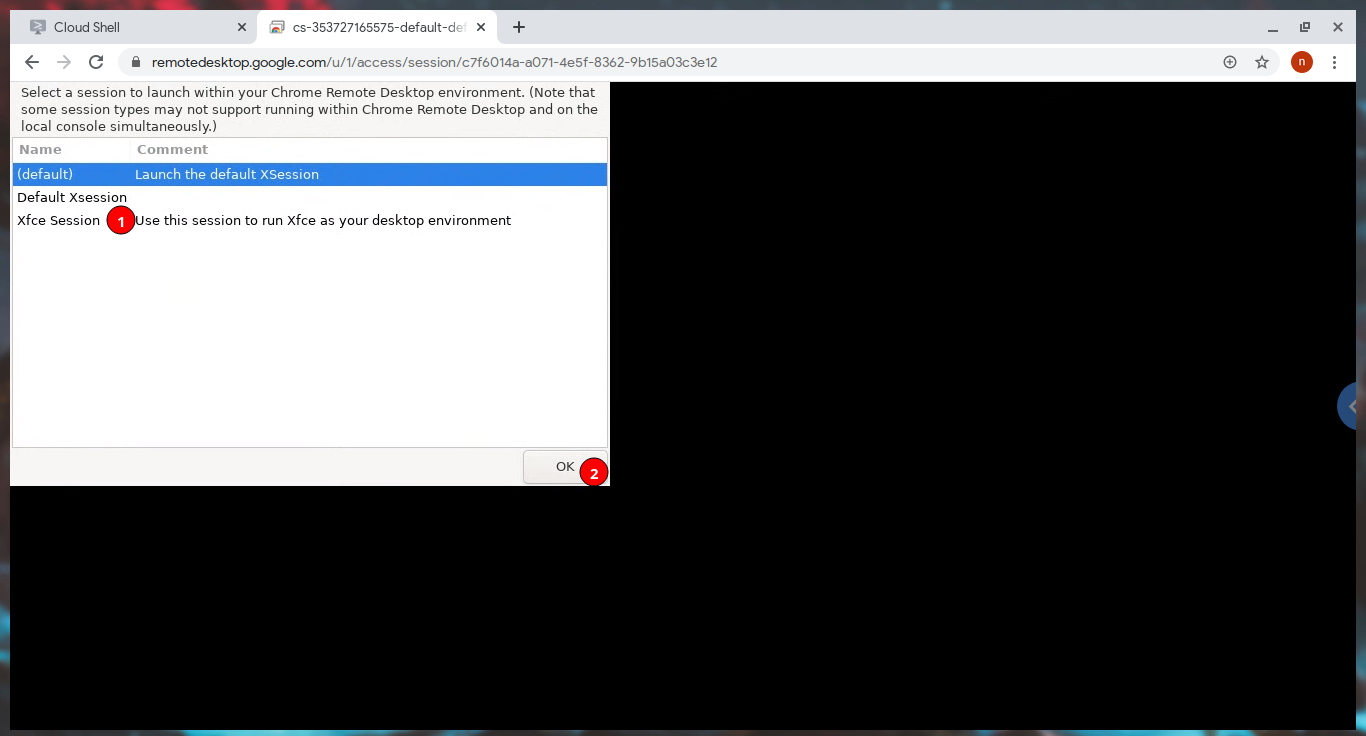 Cloud Shell
cs-353727165575-default-def
n
remotedesktop.google.com/u/1/access/session/c7f6014a-a071-4e5f-8362-9b15a03c3e12
Select a session to launch within your Chrome Remote Desktop environment. (Note that
some session types may not support running within Chrome Remote Desktop and on the
local console simultaneously.)
Name Comment
(default) Launch the default XSession
Default Xsession
Xfce Session 1 Use this session to run Xfce as your desktop environment
OK 2